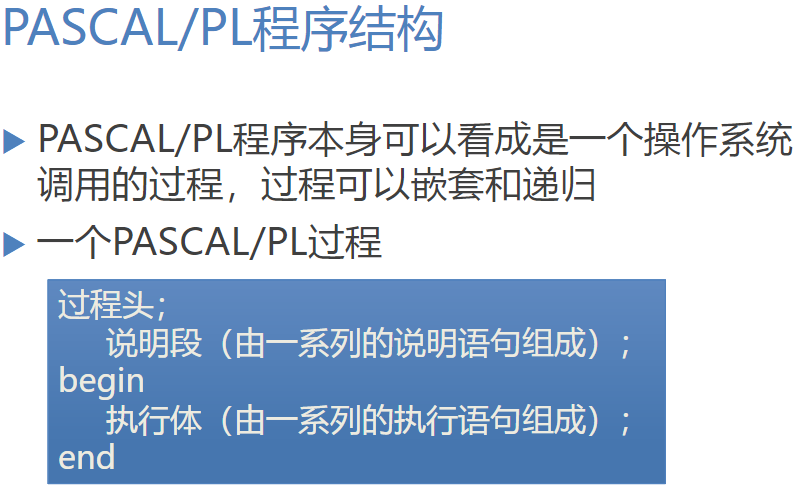 PASCAL/PL程序结构
PASCAL/PL程序本身可以看成是一个操作系统
调用的过程，过程可以嵌套和递归
一个PASCAL/PL过程
过程头；
说明段（由一系列的说明语句组成）；
begin
执行体（由一系列的执行语句组成）；
end